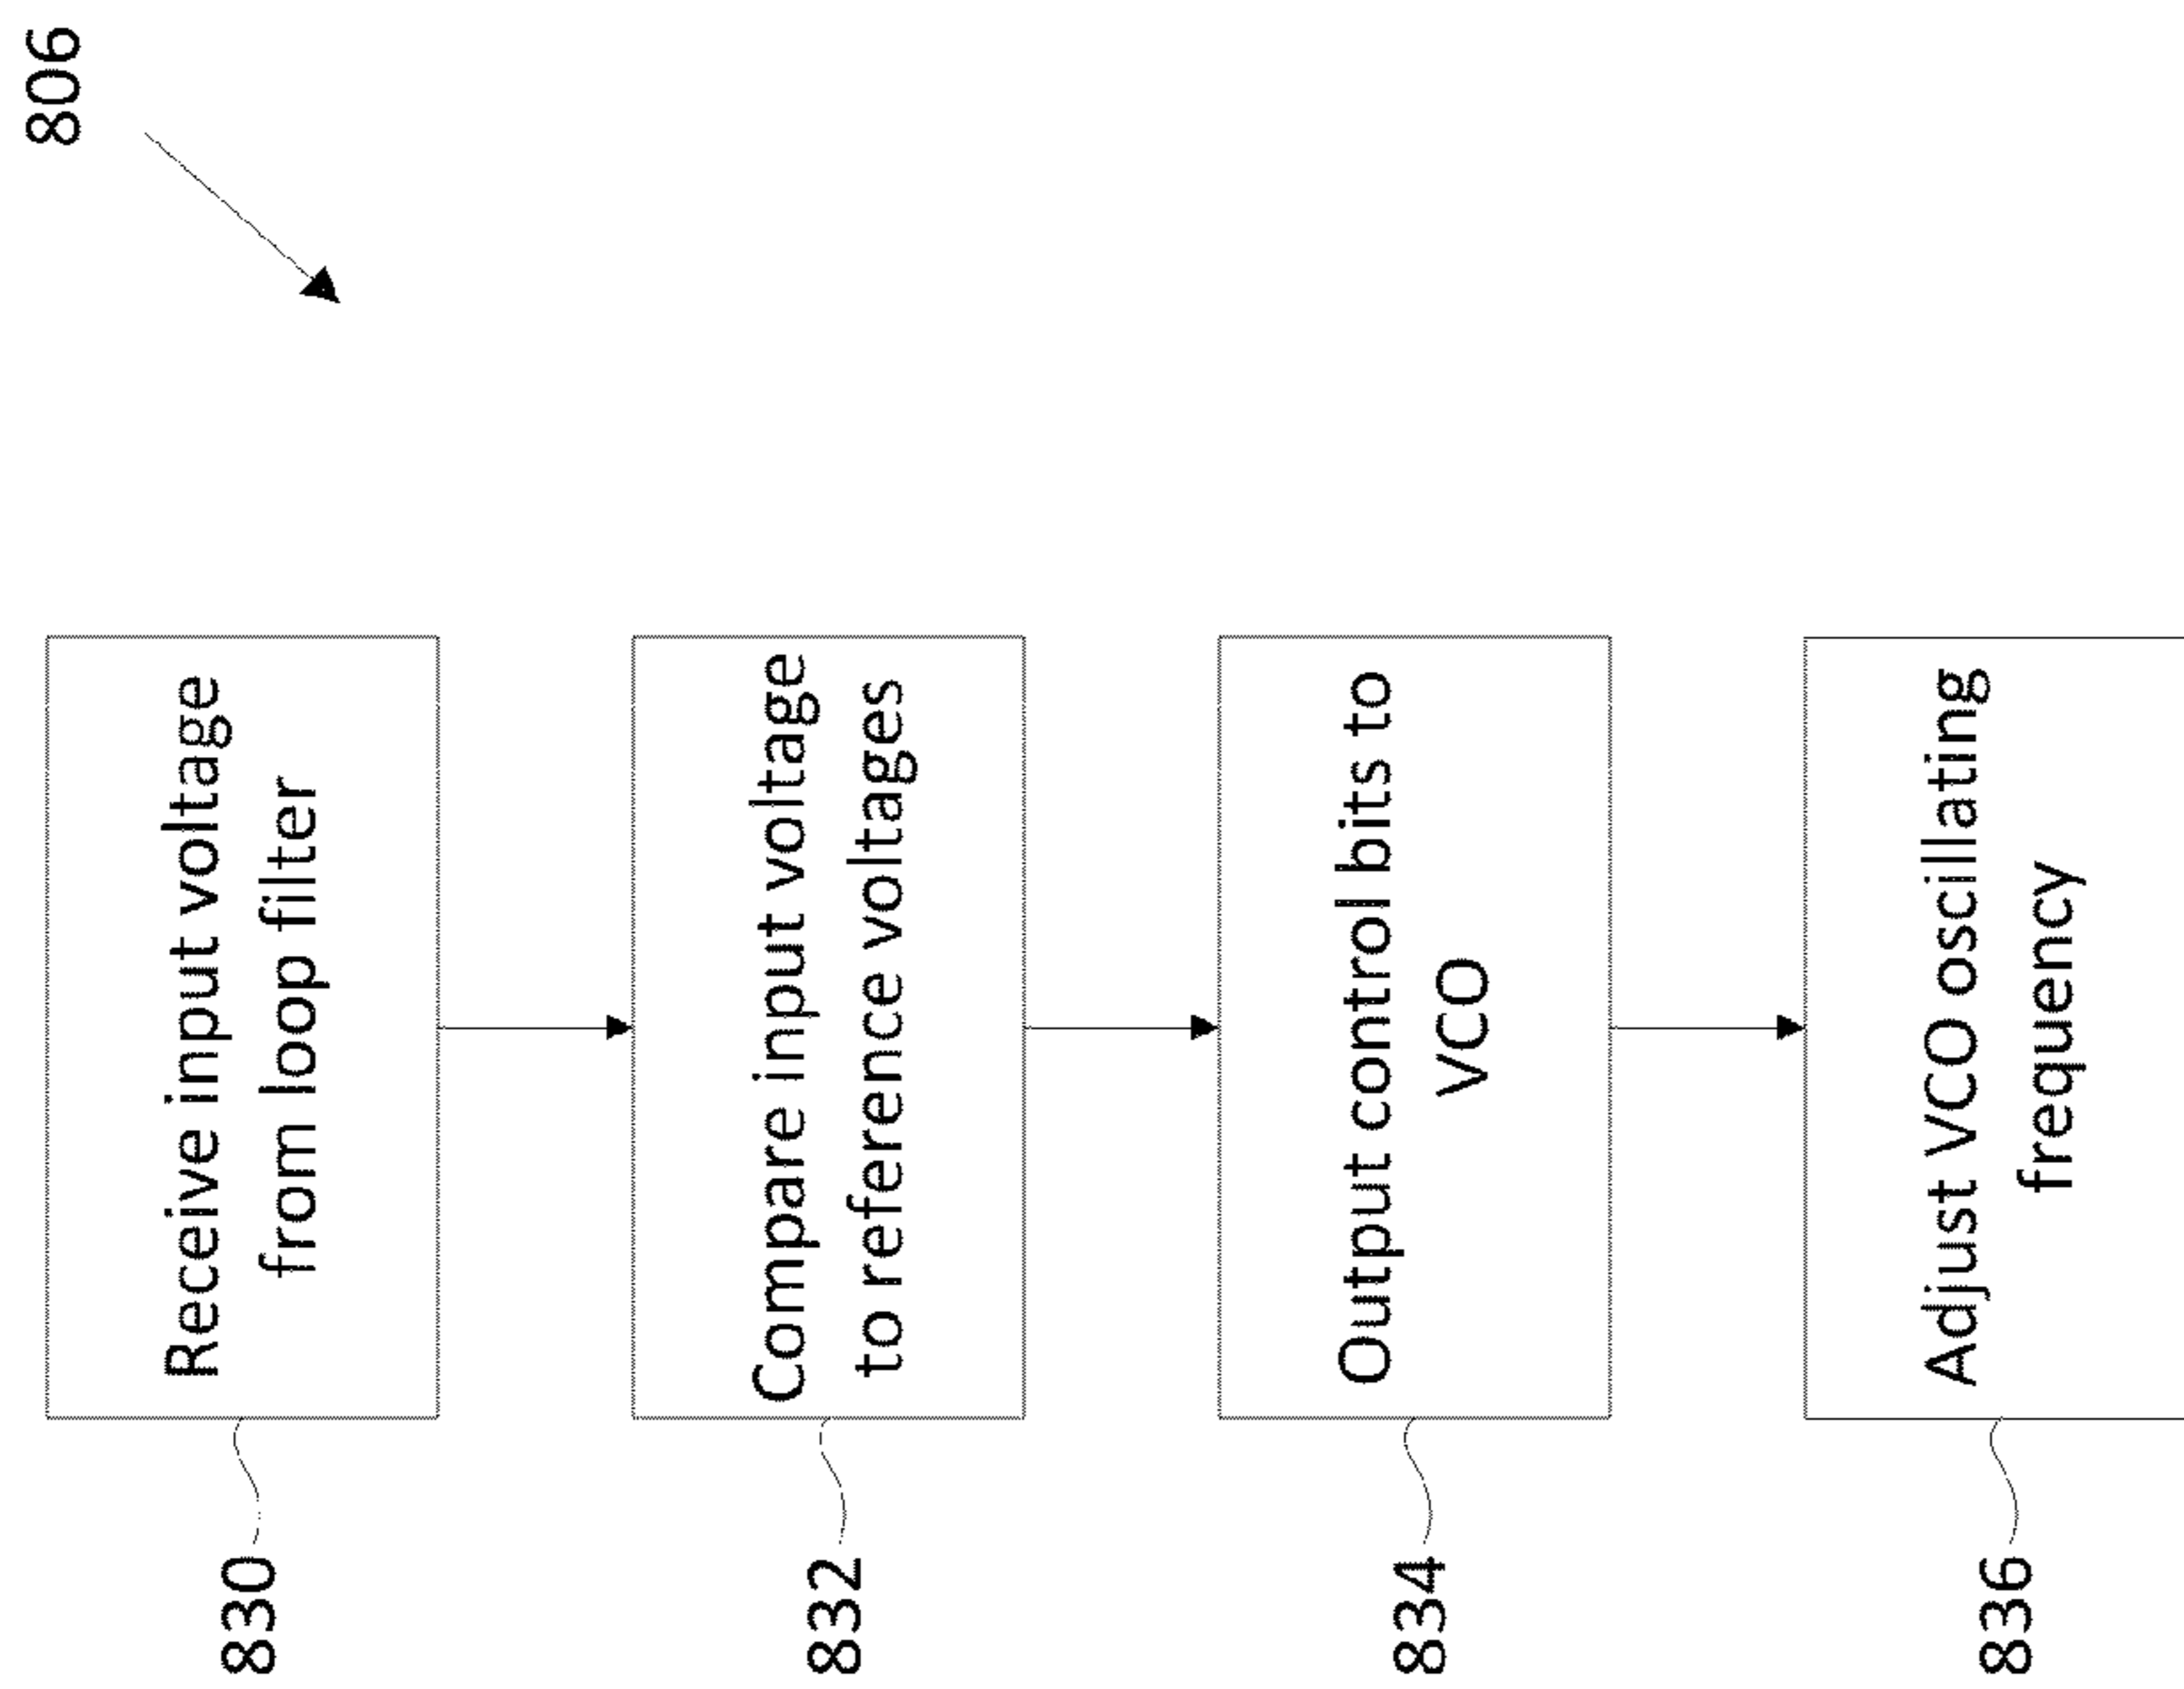 806
830
Receive input voltage
from loop filter
832
Compare input voltage
to reference voltages
834
Output control bits to
VCO
836
Adjust VCO oscillating
frequency